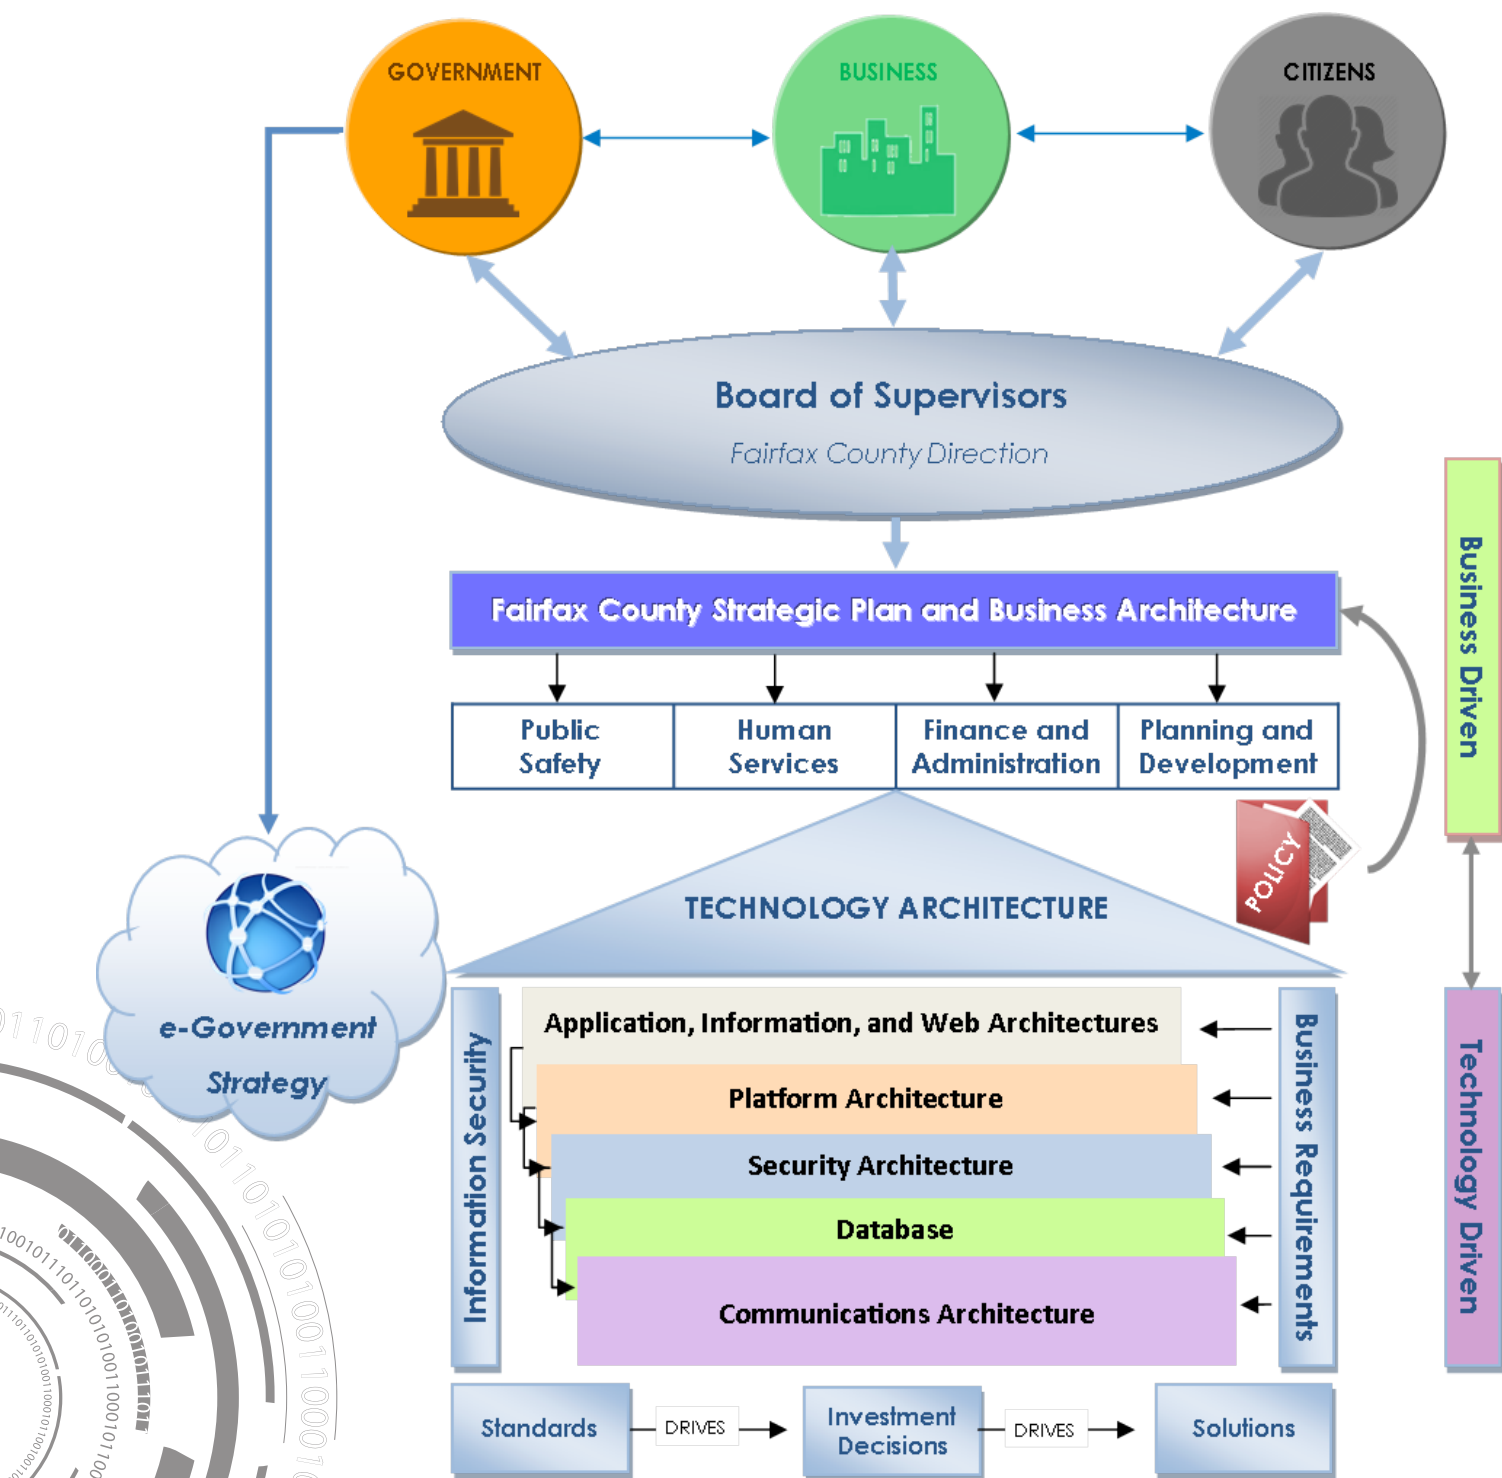 GOVERNMENT
BUSINESS
CITIZENS
Board of Supervisors
Fairfax County Direction
Fairfax County Strategic Plan and Business Architecture
Public
Safety
Human
Services
Finance and
Administration
Planning and
Development
POLICY
TECHNOLOGY ARCHITECTURE
Business Driven
Technology Driven
e-Government
Strategy
Information Security
Application, Information, and Web Architectures
Platform Architecture
Security Architecture
Database
Communications Architecture
Business Requirements
Standards
DRIVES
Investment
Decisions
DRIVES
Solutions